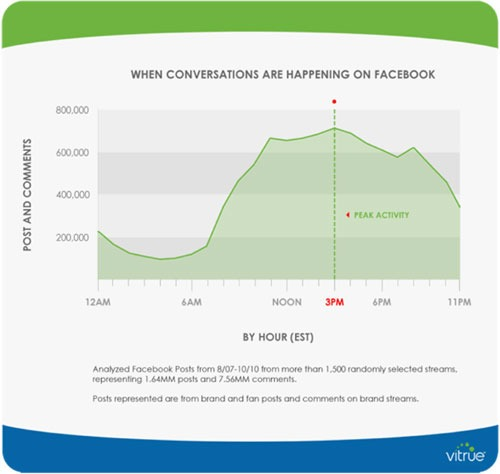 WHEN CONVERSATIONS ARE HAPPENING ON FACEBOOK
800,000
600,000
400,000
200,000
POST AND COMMENTS
PEAK ACTIVITY
12AM 6AM NOON 3PM 6PM 11PM
BY HOUR (EST)
Analyzed Facebook Posts from 8/07-10/10 from more than 1,500 randomly selected streams,
representing 1.64MM posts and 7.56MM comments.
Posts represented are from brand and fan posts and comments on brand streams.
vitrue